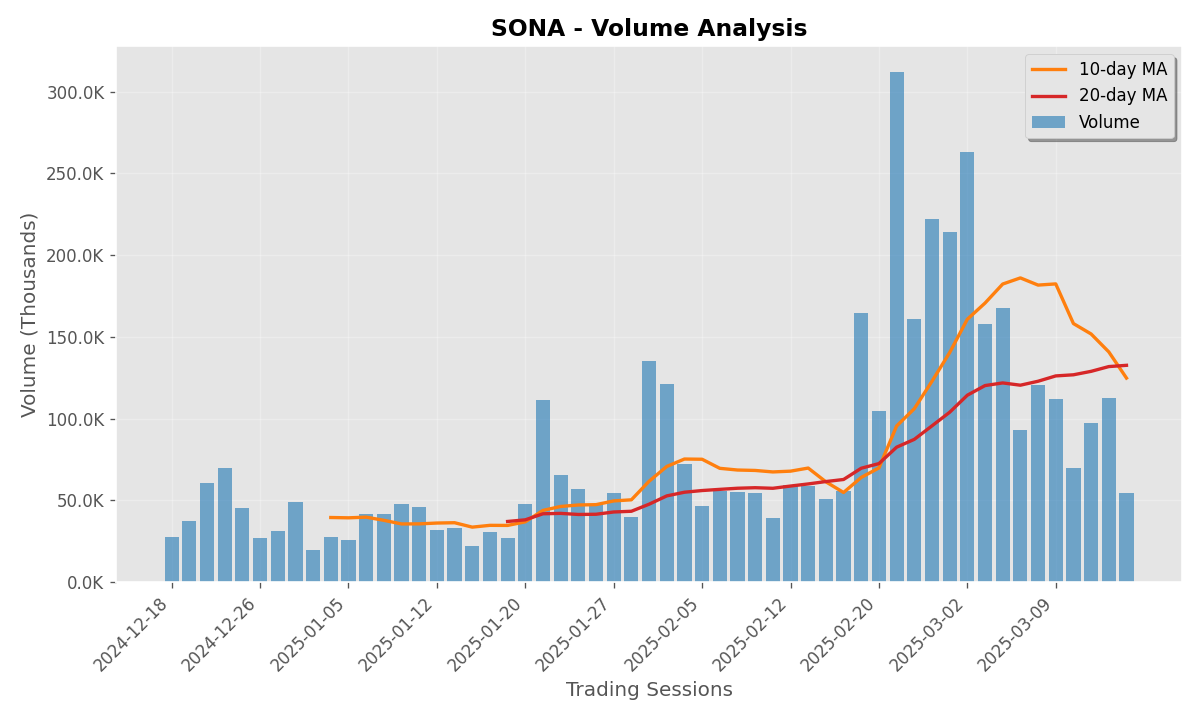 SONA - Volume Analysis
10-day MA
20-day MA
Volume
Volume (Thousands)
300.0K
250.0K
200.0K
150.0K
100.0K
50.0K
0.0K
2024-12-18
2024-12-26
2025-01-05
2025-01-12
2025-01-20
2025-01-27
2025-02-05
2025-02-12
2025-02-20
2025-03-02
2025-03-09
Trading Sessions